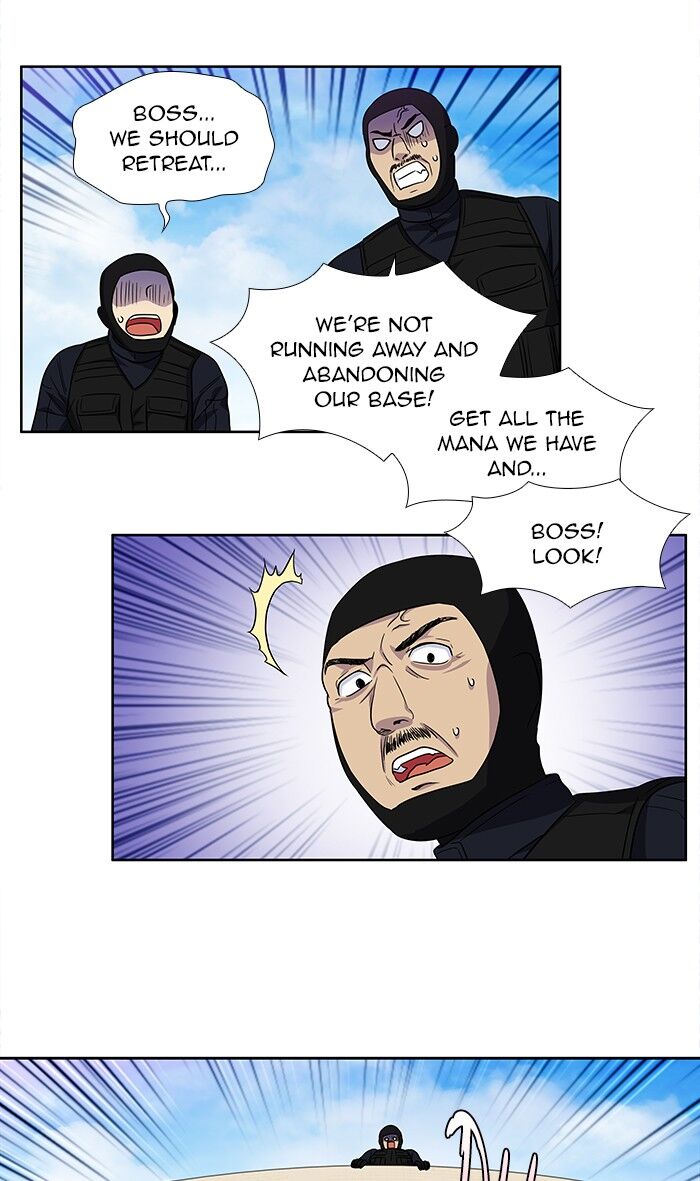 BOSS...
WE SHOULD
RETREAT...
WE'RE NOT
RUNNING AWAY AND
ABANDONING
OUR BASE!
GET ALL THE
MANA WE HAVE
AND...
BOSS!
LOOK!